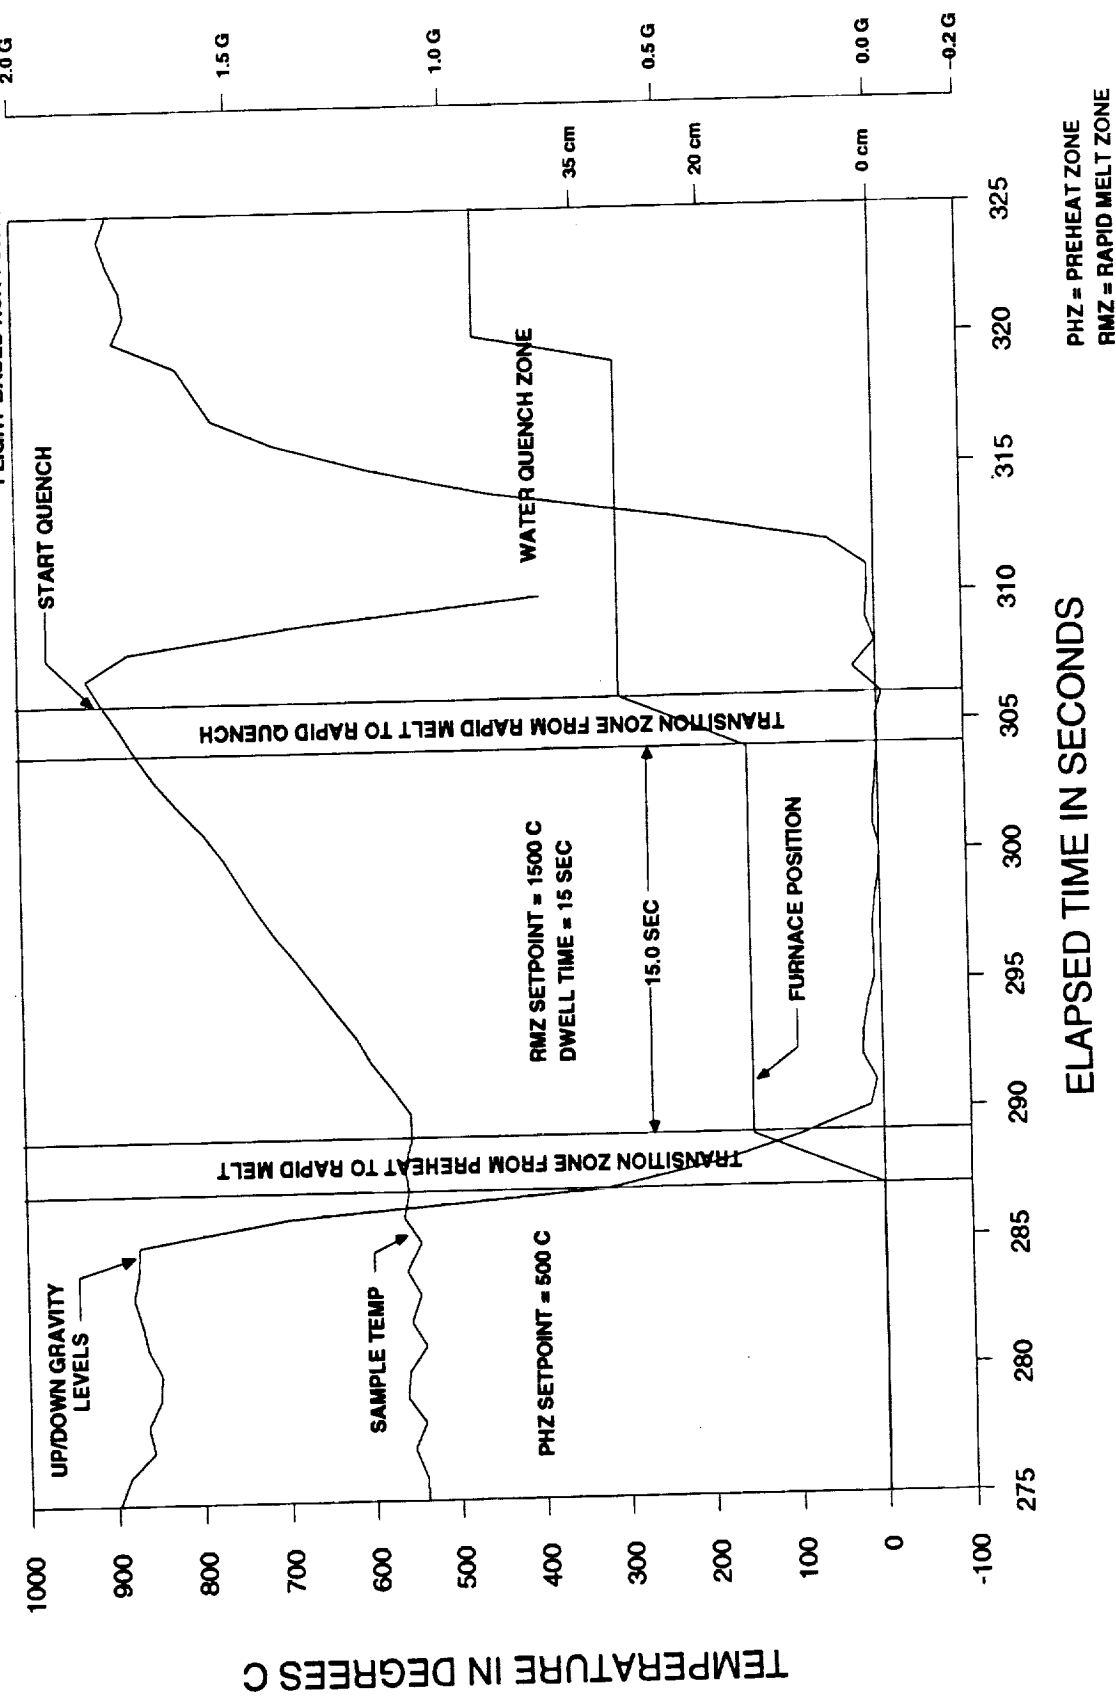 2.0 G
1.5 G
1.0 G
0.5 G
0.0 G
-0.2 G
35 cm
20 cm
0 cm
START QUENCH
UP/DOWN GRAVITY
LEVELS
SAMPLE TEMP
PHZ SETPOINT = 500 C
TRANSITION ZONE FROM PREHEAT TO RAPID MELT
RMZ SETPOINT = 1500 C
DWELL TIME = 15 SEC
15.0 SEC
FURNACE POSITION
TRANSITION ZONE FROM RAPID MELT TO RAPID QUENCH
WATER QUENCH ZONE
1000
900
800
700
600
500
400
300
200
100
0
-100
TEMPERATURE IN DEGREES C
275
280
285
290
295
300
305
310
315
320
325
ELAPSED TIME IN SECONDS
PHZ = PREHEAT ZONE
RMZ = RAPID MELT ZONE